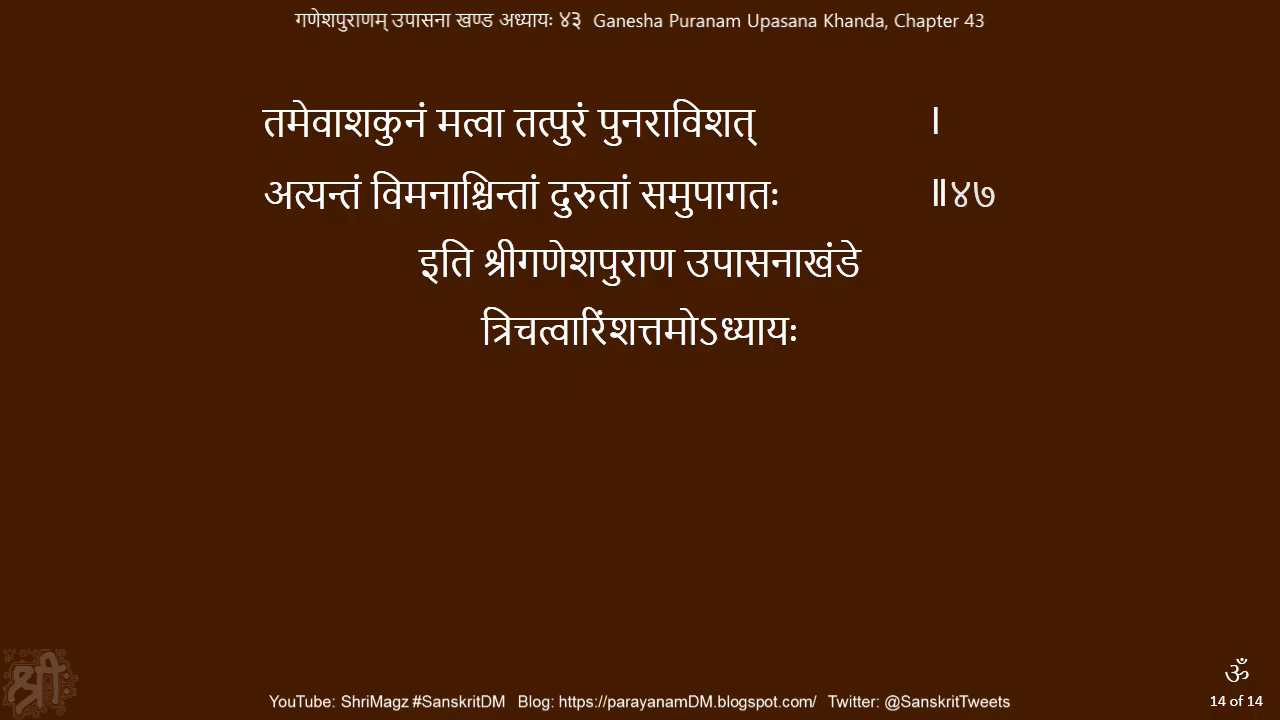 गणेशपुराणम् उपासना खण्ड अध्यायः ४३ Ganesha Puranam Upasana Khanda, Chapter 43
तमेवाशकुनं मत्वा तत्पुरं पुनराविशत् ।
अत्यन्तं विमनाश्चिन्तां दुरुतां समुपागतः ॥४७
इति श्रीगणेशपुराण उपासनाखंडे
त्रिचत्वारिंशत्तमोऽध्यायः
श्रीः
ॐ
YouTube: ShriMagz #SanskritDM Blog: https://parayanamDM.blogspot.com/ Twitter: @SanskritTweets
14 of 14